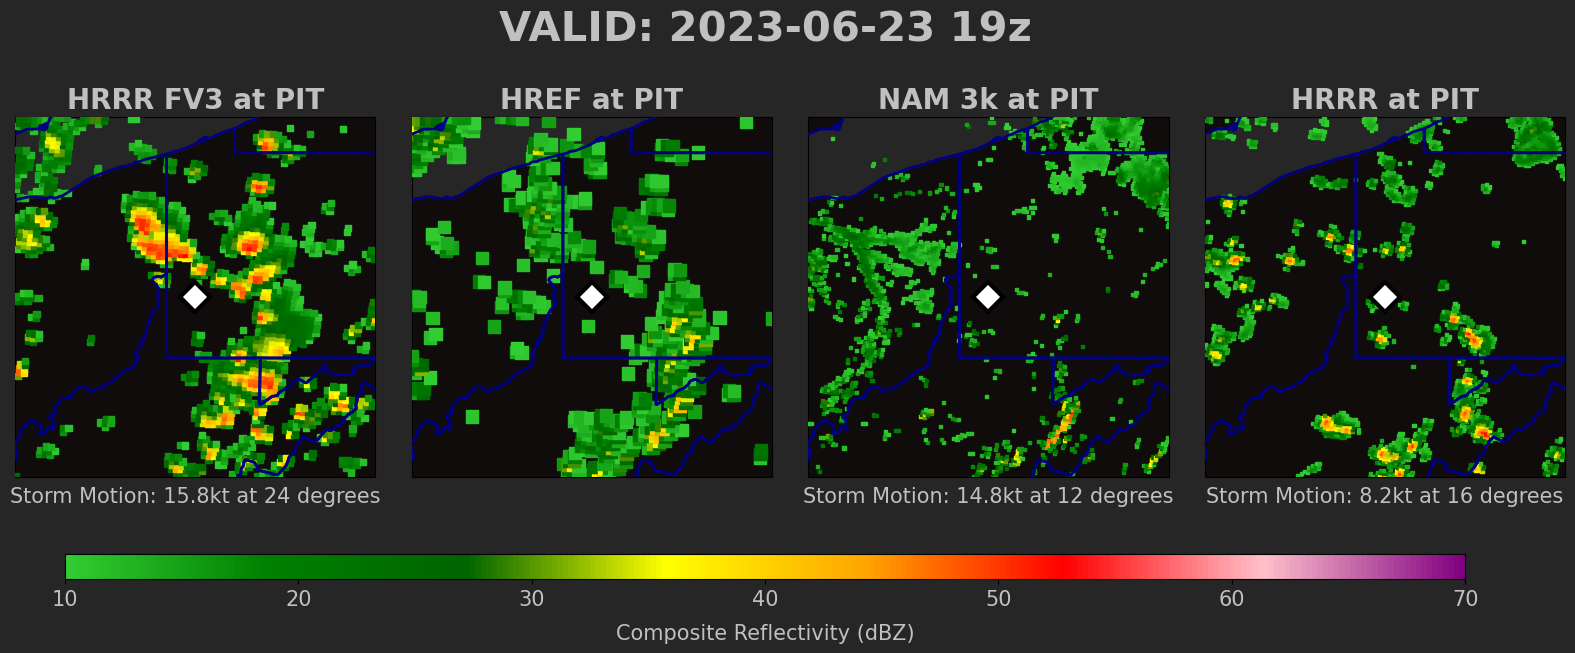 VALID: 2023-06-23 19z
HRRR FV3 at PIT
HREF at PIT
NAM 3k at PIT
HRRR at PIT
Storm Motion: 15.8kt at 24 degrees
Storm Motion: 14.8kt at 12 degrees
Storm Motion: 8.2kt at 16 degrees
10 20 30 40 50 60 70
Composite Reflectivity (dBZ)